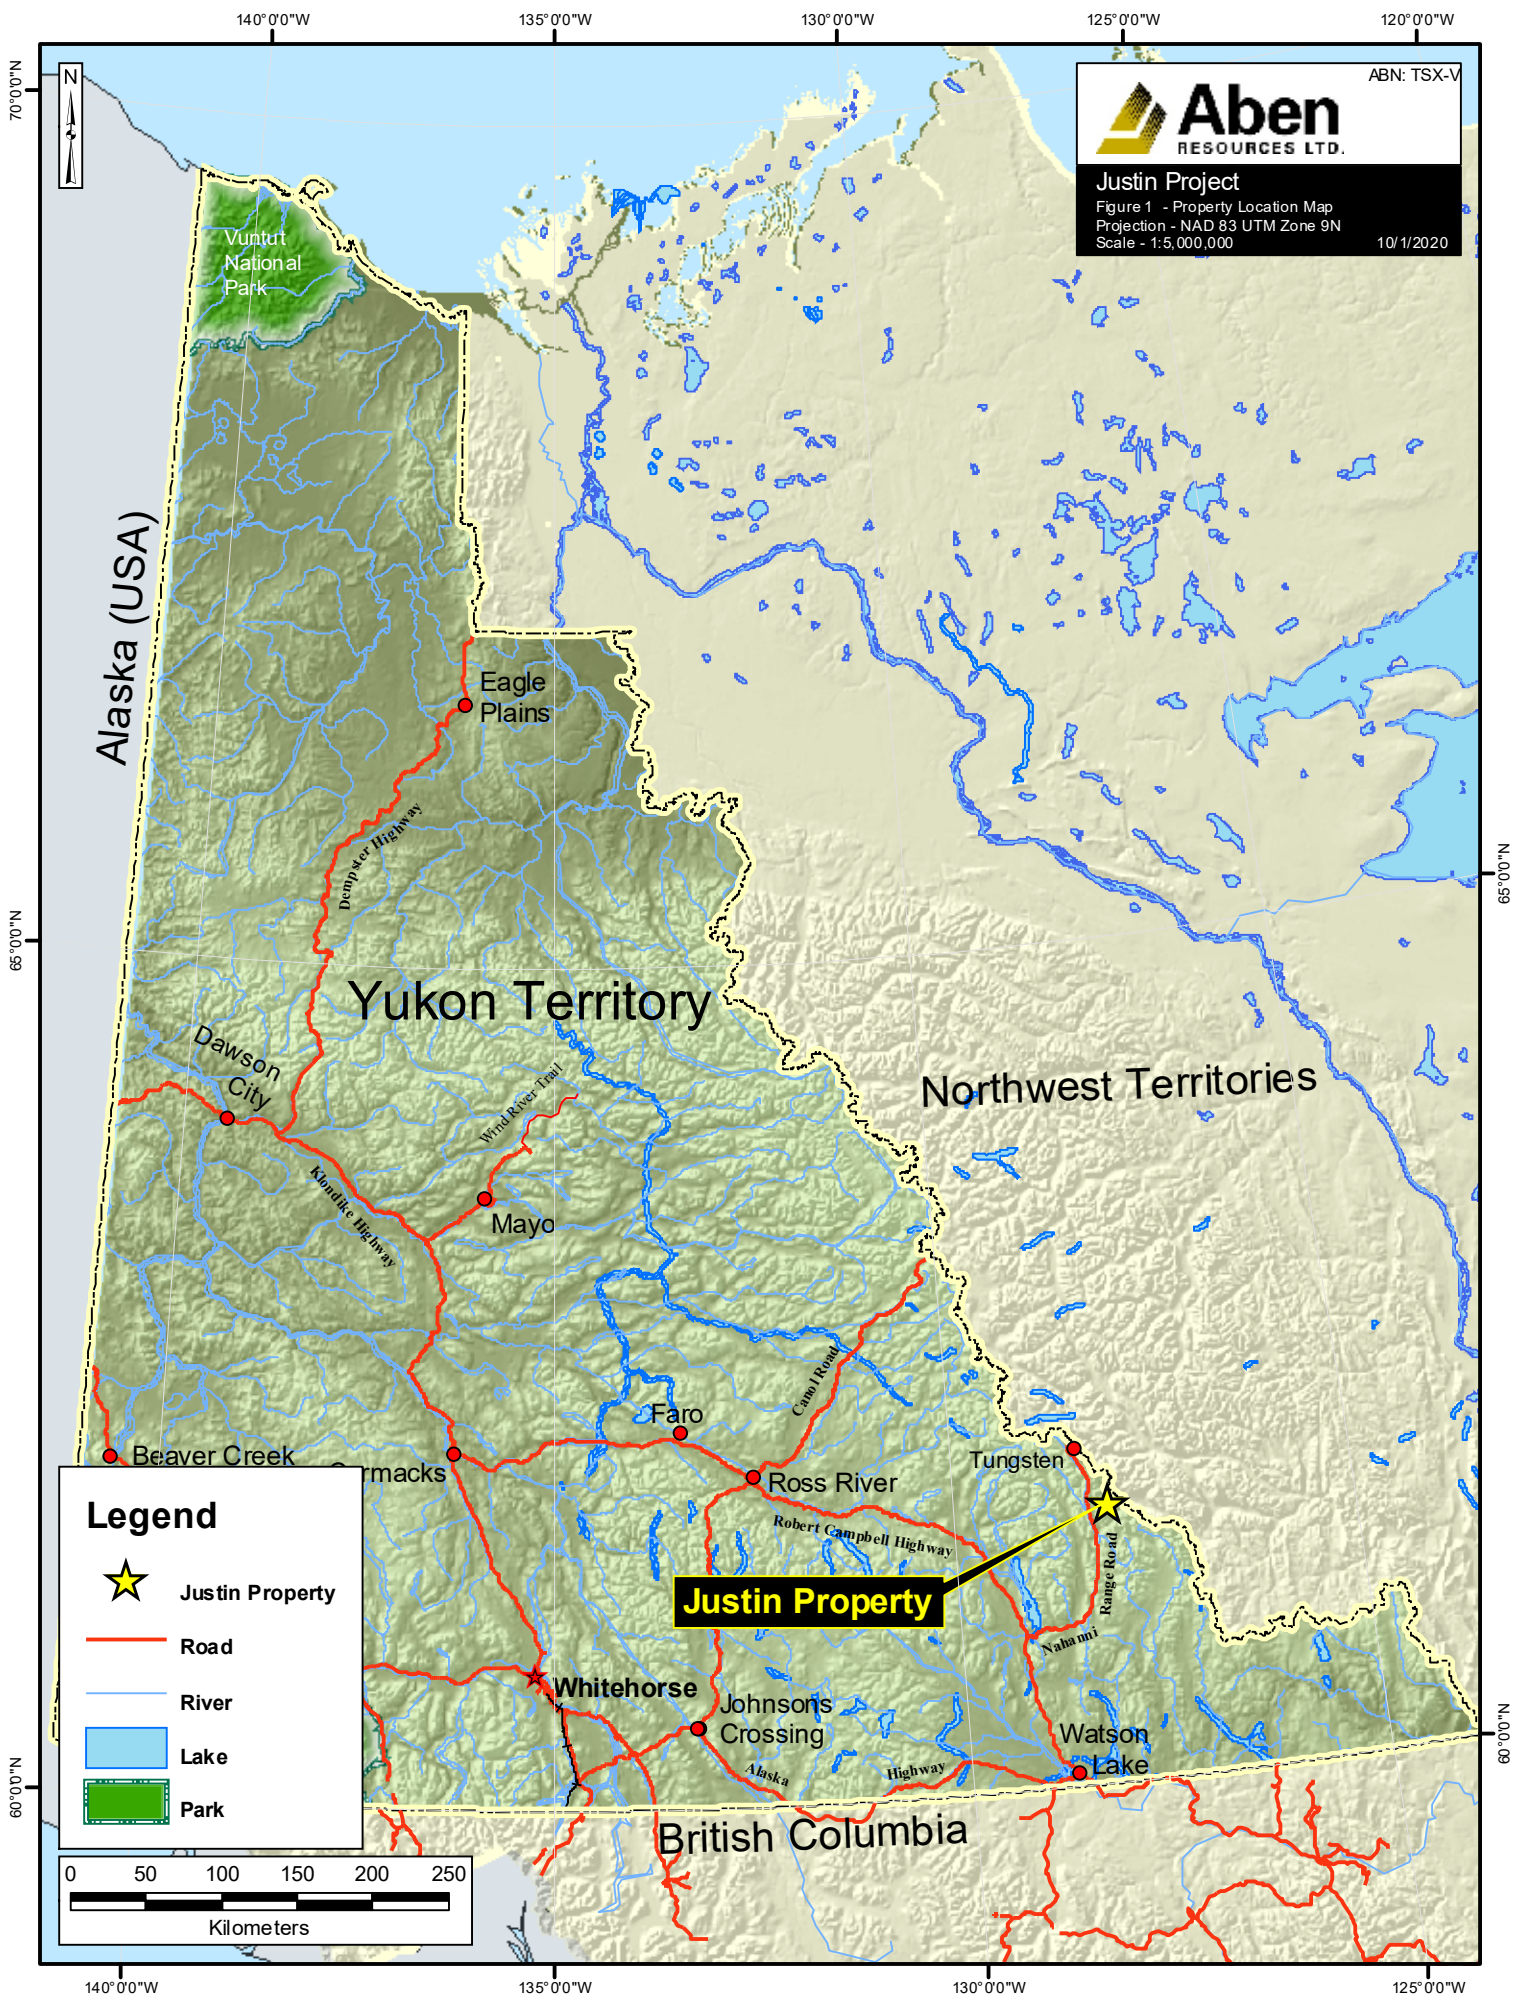 140°0'0"W
135°0'0"W
130°0'0"W
125°0'0"W
120°0'0"W
70°0'0"N
N
ABN: TSX-V
Aben
RESOURCES LTD.
Justin Project
Figure 1 - Property Location Map
Projection - NAD 83 UTM Zone 9N
Scale - 1:5,000,000
10/1/2020
Vuntut
National
Park
Alaska (USA)
Eagle
Plains
Dempster Highway
65°0'0"N
65°0'0"N
Yukon Territory
Dawson
City
Wind River Trail
Northwest Territories
Klondike Highway
Mayo
Canol Road
Faro
Beaver Creek
rmacks
Tungsten
Ross River
Robert Campbell Highway
Range Road
Justin Property
Nahanni
Whitehorse
Johnsons
Crossing
Watson
Lake
Alaska
Highway
60°0'0"N
60°0'0"N
British Columbia
Legend
Justin Property
Road
River
Lake
Park
0 50 100 150 200 250
Kilometers
140°0'0"W
135°0'0"W
130°0'0"W
125°0'0"W